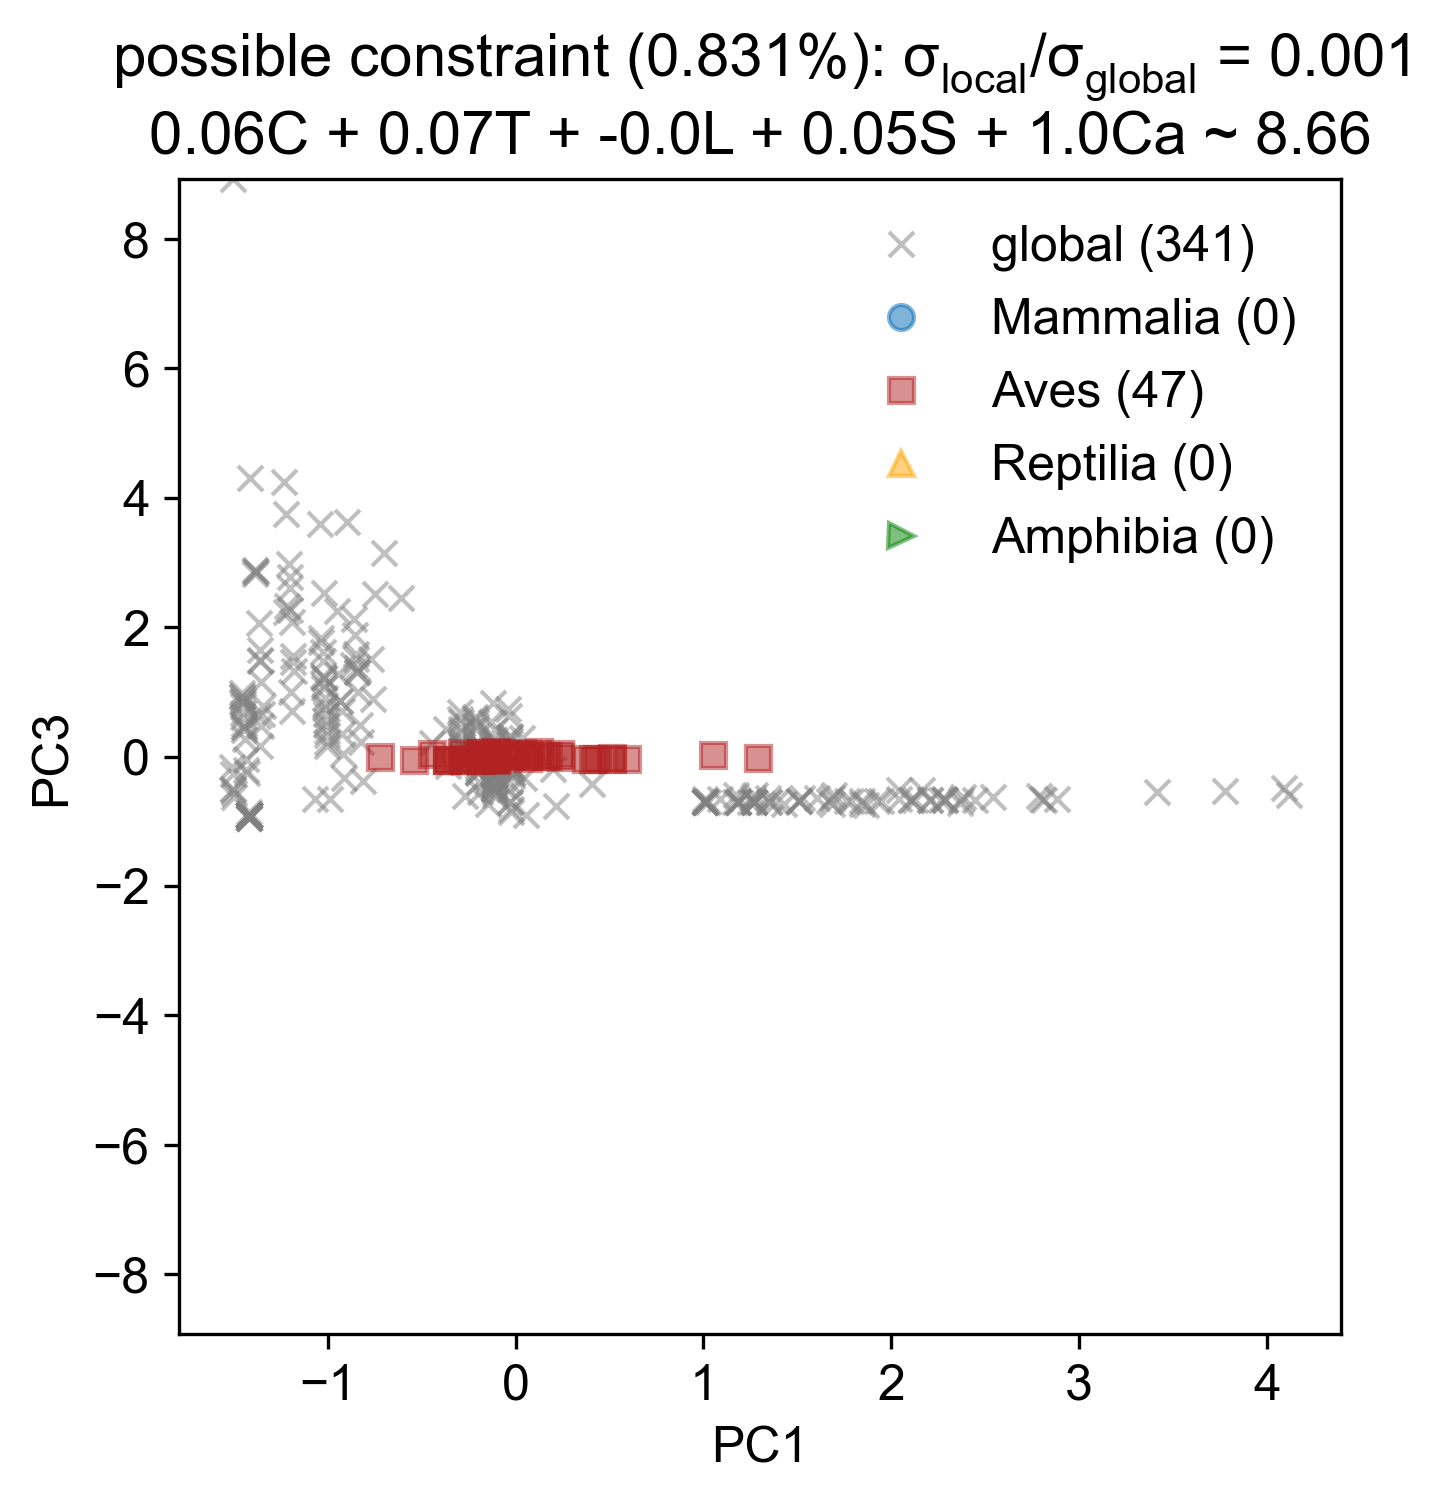 possible constraint (0.831%): σlocal/σglobal = 0.001
0.06C + 0.07T + -0.0L + 0.05S + 1.0Ca ~ 8.66
global (341)
Mammalia (0)
Aves (47)
Reptilia (0)
Amphibia (0)
PC3
8
6
4
2
0
−2
−4
−6
−8
−1 0 1 2 3 4
PC1